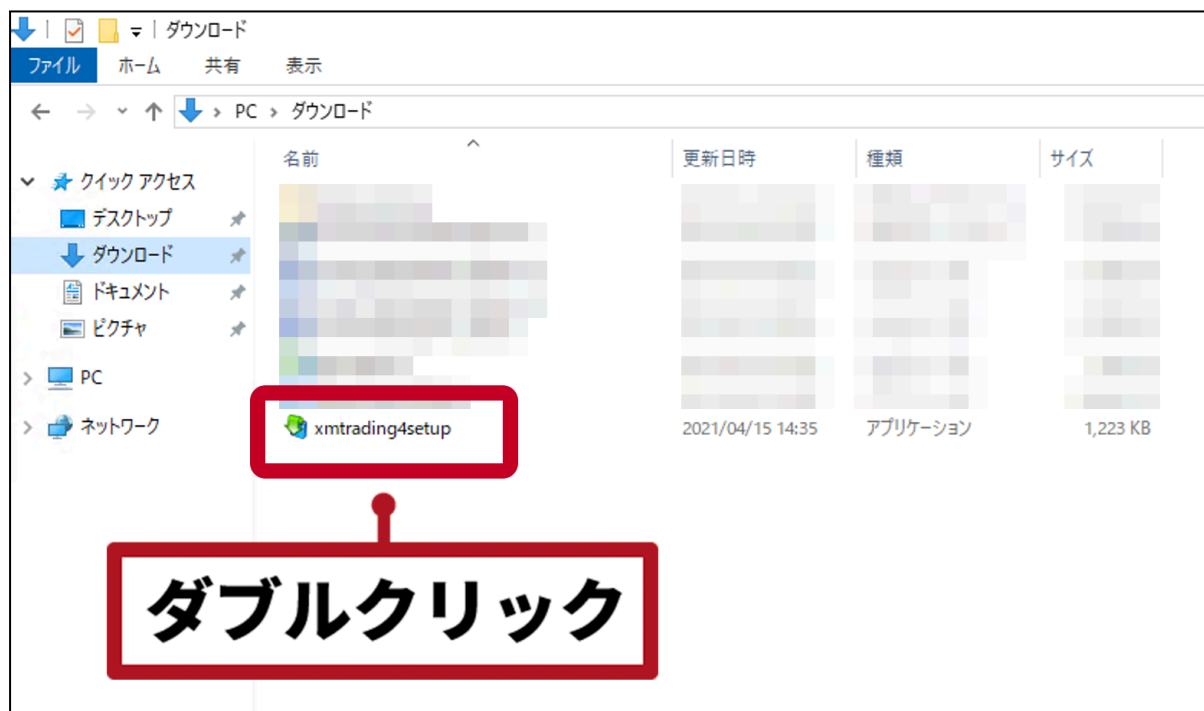 ダウンロード
ファイル ホーム 共有 表示
PC ダウンロード
名前 更新日時 種類 サイズ
クイック アクセス
デスクトップ
ダウンロード
ドキュメント
ピクチャ
PC
ネットワーク
xmtrading4setup 2021/04/15 14:35 アプリケーション 1,223 KB
ダブルクリック